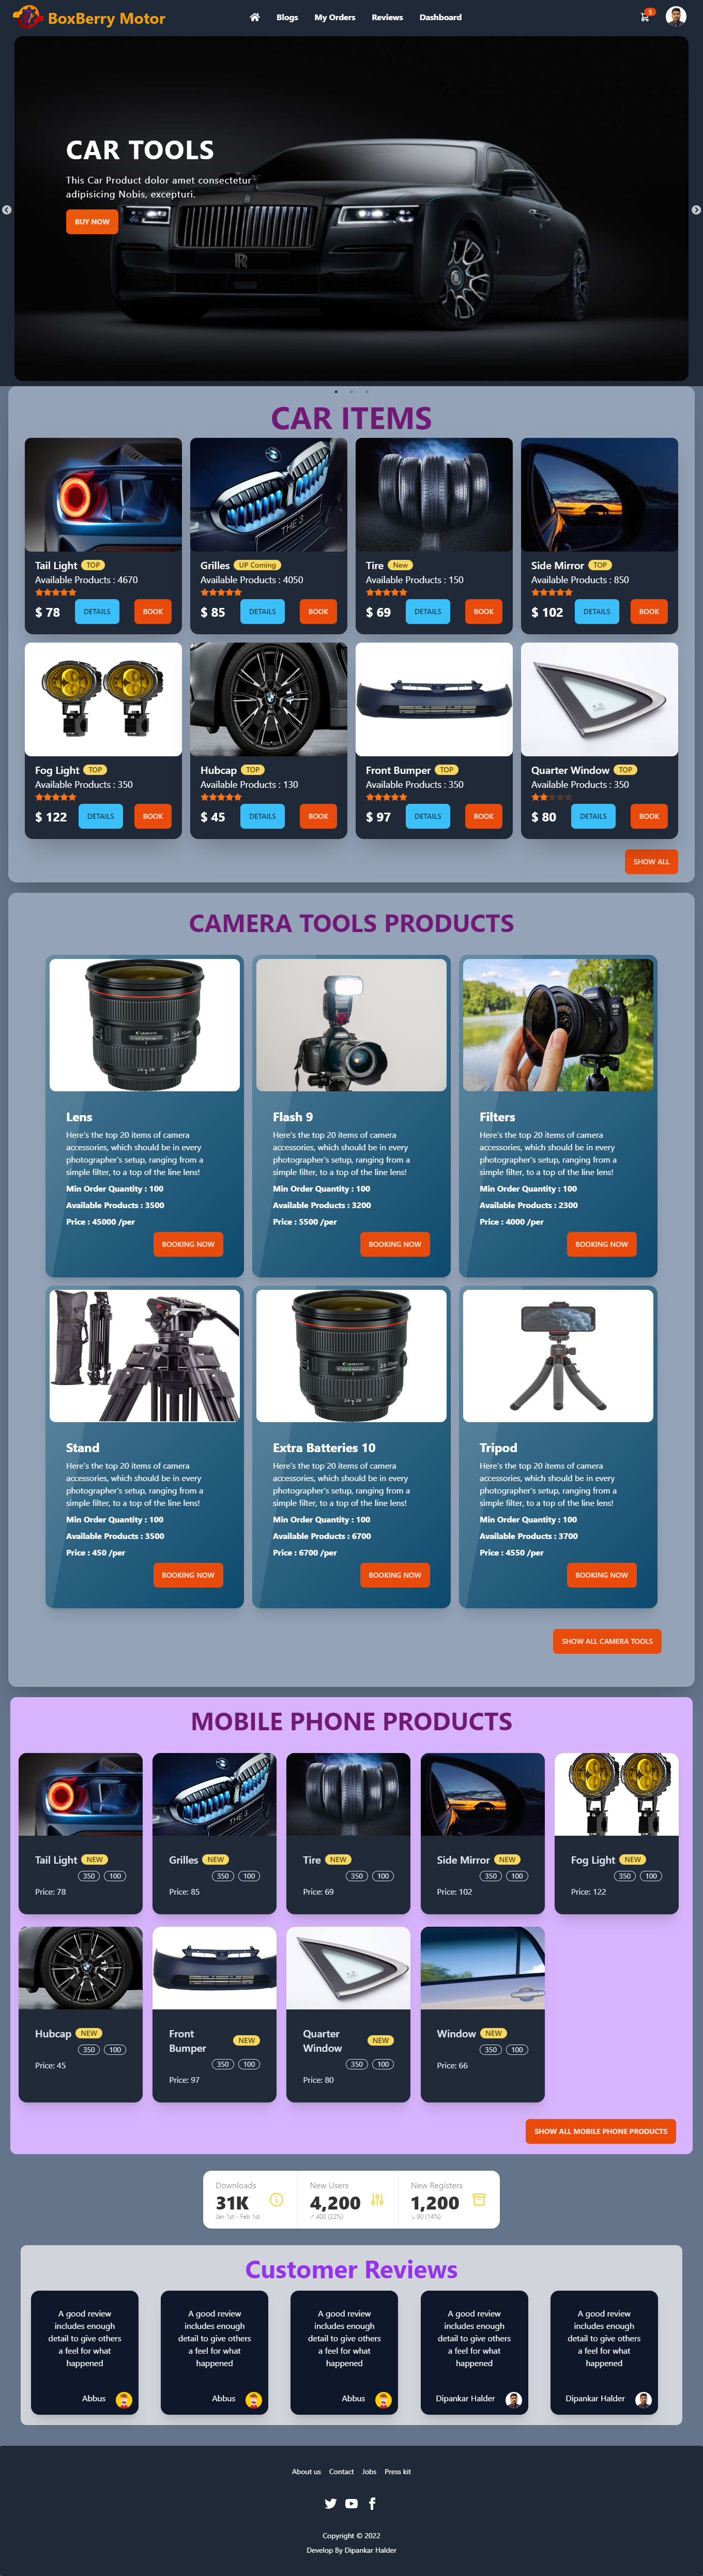 BoxBerry Motor
Blogs
My Orders
Reviews
Dashboard
5
CAR TOOLS
This Car Product dolor amet consectetur
adipisicing Nobis, excepturi.
BUY NOW
CAR ITEMS
Tail Light TOP
Available Products : 4670
$ 78 DETAILS BOOK
Grilles UP Coming
Available Products : 4050
$ 85 DETAILS BOOK
THE 3
Tire New
Available Products : 150
$ 69 DETAILS BOOK
Side Mirror TOP
Available Products : 850
$ 102 DETAILS BOOK
Fog Light TOP
Available Products : 350
$ 122 DETAILS BOOK
Hubcap TOP
Available Products : 130
$ 45 DETAILS BOOK
Front Bumper TOP
Available Products : 350
$ 97 DETAILS BOOK
Quarter Window TOP
Available Products : 350
$ 80 DETAILS BOOK
SHOW ALL
CAMERA TOOLS PRODUCTS
Lens
Here's the top 20 items of camera
accessories, which should be in every
photographer's setup, ranging from a
simple filter, to a top of the line lens!
Min Order Quantity : 100
Available Products : 3500
Price : 45000 /per
BOOKING NOW
Flash 9
Here's the top 20 items of camera
accessories, which should be in every
photographer's setup, ranging from a
simple filter, to a top of the line lens!
Min Order Quantity : 100
Available Products : 3200
Price : 5500 /per
BOOKING NOW
Filters
Here's the top 20 items of camera
accessories, which should be in every
photographer's setup, ranging from a
simple filter, to a top of the line lens!
Min Order Quantity : 100
Available Products : 2300
Price : 4000 /per
BOOKING NOW
Stand
Here's the top 20 items of camera
accessories, which should be in every
photographer's setup, ranging from a
simple filter, to a top of the line lens!
Min Order Quantity : 100
Available Products : 3500
Price : 450 /per
BOOKING NOW
Extra Batteries 10
Here's the top 20 items of camera
accessories, which should be in every
photographer's setup, ranging from a
simple filter, to a top of the line lens!
Min Order Quantity : 100
Available Products : 6700
Price : 6700 /per
BOOKING NOW
Tripod
Here's the top 20 items of camera
accessories, which should be in every
photographer's setup, ranging from a
simple filter, to a top of the line lens!
Min Order Quantity : 100
Available Products : 3700
Price : 4550 /per
BOOKING NOW
SHOW ALL CAMERA TOOLS
MOBILE PHONE PRODUCTS
Tail Light NEW
350 100
Price: 78
THE 3
Grilles NEW
350 100
Price: 85
Tire NEW
350 100
Price: 69
Side Mirror NEW
350 100
Price: 102
Fog Light NEW
350 100
Price: 122
Hubcap NEW
350 100
Price: 45
Front
Bumper NEW
350 100
Price: 97
Quarter
Window NEW
350 100
Price: 80
Window NEW
350 100
Price: 66
SHOW ALL MOBILE PHONE PRODUCTS
Downloads
31K
Jan 1st - Feb 1st
New Users
4,200
↗︎ 400 (22%)
New Registers
1,200
↘︎ 90 (14%)
Customer Reviews
A good review
includes enough
detail to give others
a feel for what
happened
Abbus
A good review
includes enough
detail to give others
a feel for what
happened
Abbus
A good review
includes enough
detail to give others
a feel for what
happened
Abbus
A good review
includes enough
detail to give others
a feel for what
happened
Dipankar Halder
A good review
includes enough
detail to give others
a feel for what
happened
Dipankar Halder
About us
Contact
Jobs
Press kit
Copyright © 2022
Develop By Dipankar Halder